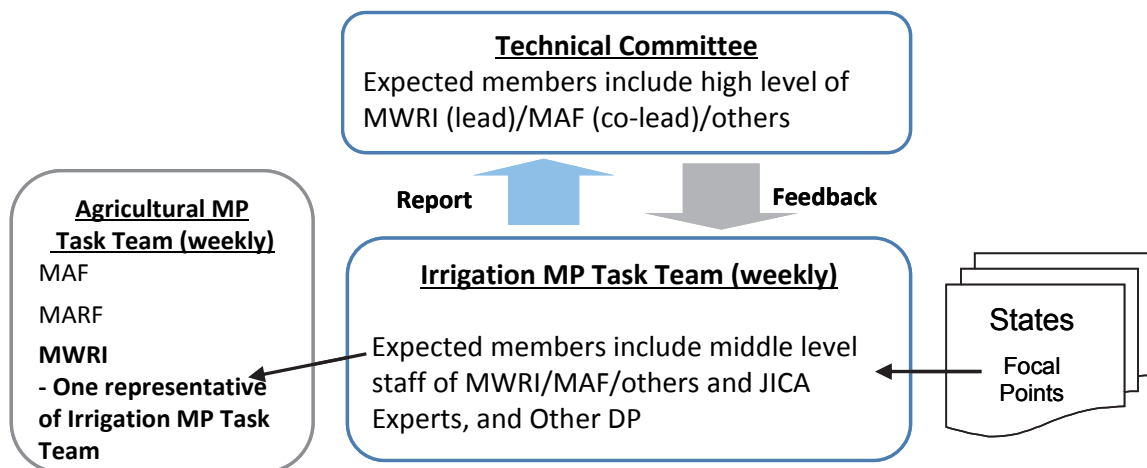 Technical Committee
Expected members include high level of
MWRI (lead)/MAF (co-lead)/others
Report
Feedback
Agricultural MP
Task Team (weekly)
MAF
MARF
MWRI
- One representative
of Irrigation MP Task
Team
Irrigation MP Task Team (weekly)
Expected members include middle level
staff of MWRI/MAF/others and JICA
Experts, and Other DP
States
Focal
Points